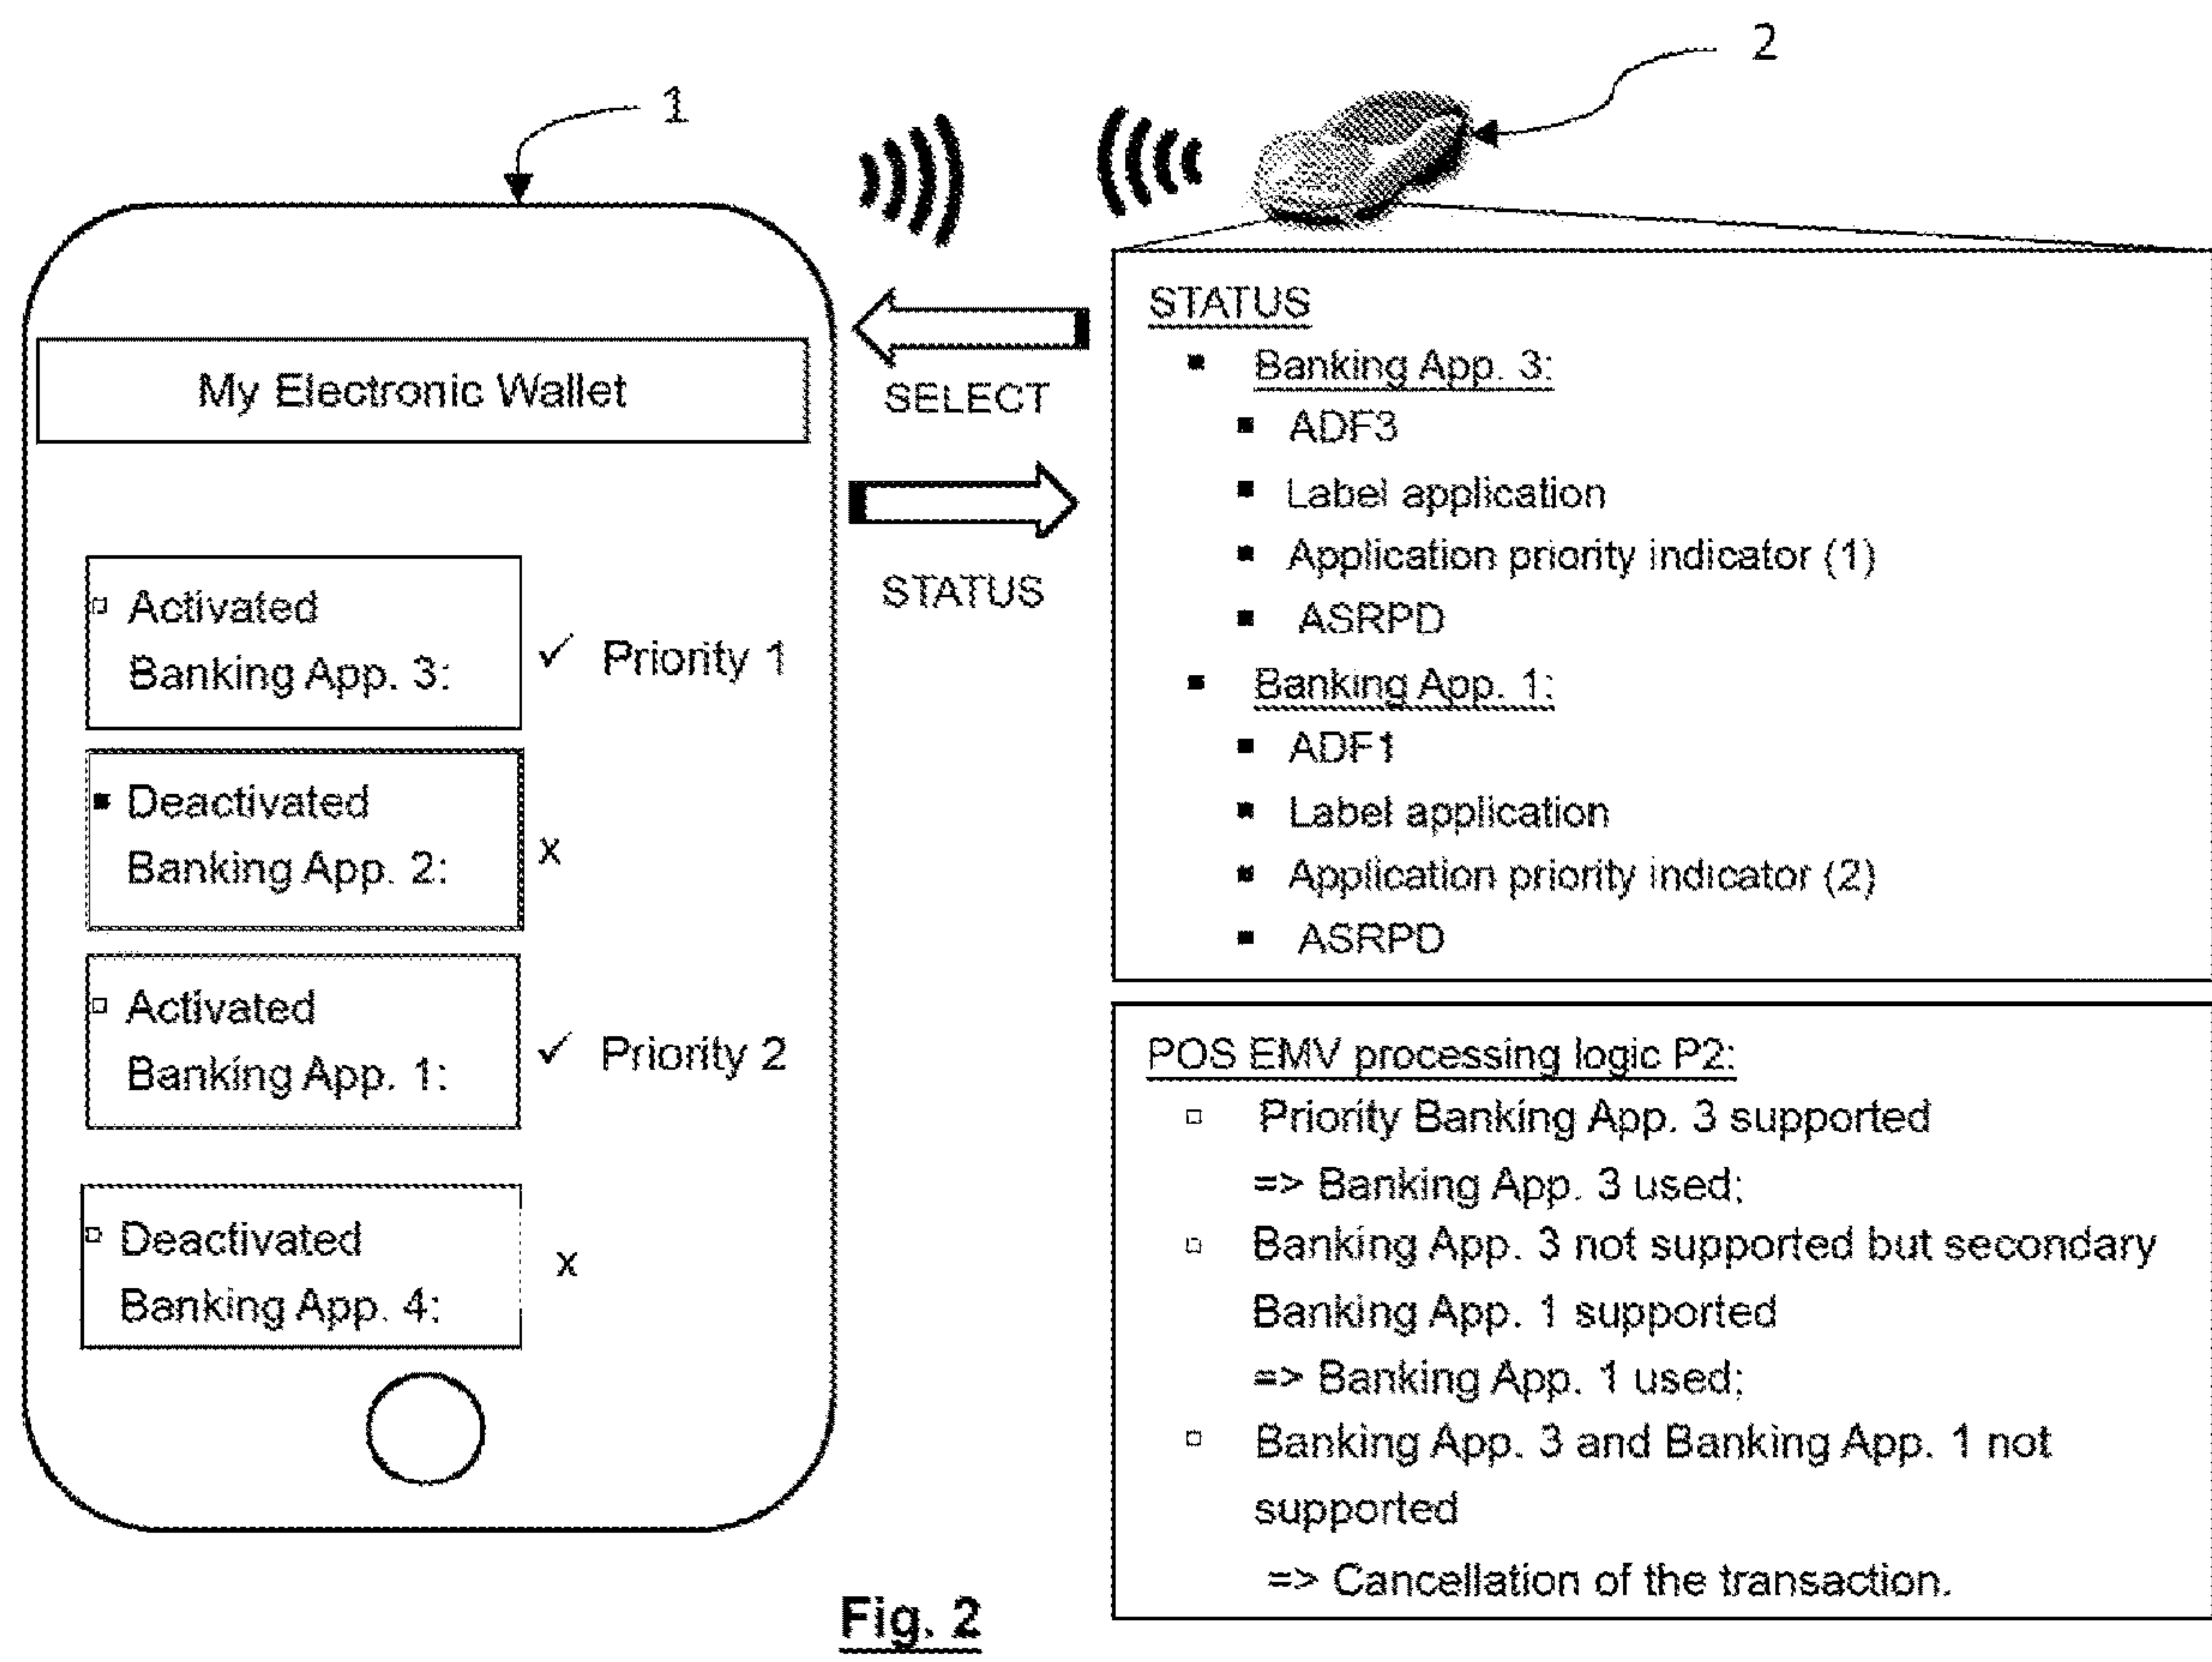 1
2
My Electronic Wallet
Activated
Banking App. 3:
✓ Priority 1
Deactivated
Banking App. 2:
x
Activated
Banking App. 1:
✓ Priority 2
Deactivated
Banking App. 4:
x
SELECT
STATUS
STATUS
Banking App. 3:
ADF3
Label application
Application priority indicator (1)
ASRPD
Banking App. 1:
ADF1
Label application
Application priority indicator (2)
ASRPD
POS EMV processing logic P2:
Priority Banking App. 3 supported
=> Banking App. 3 used;
Banking App. 3 not supported but secondary
Banking App. 1 supported
=> Banking App. 1 used;
Banking App. 3 and Banking App. 1 not
supported
=> Cancellation of the transaction.
Fig. 2